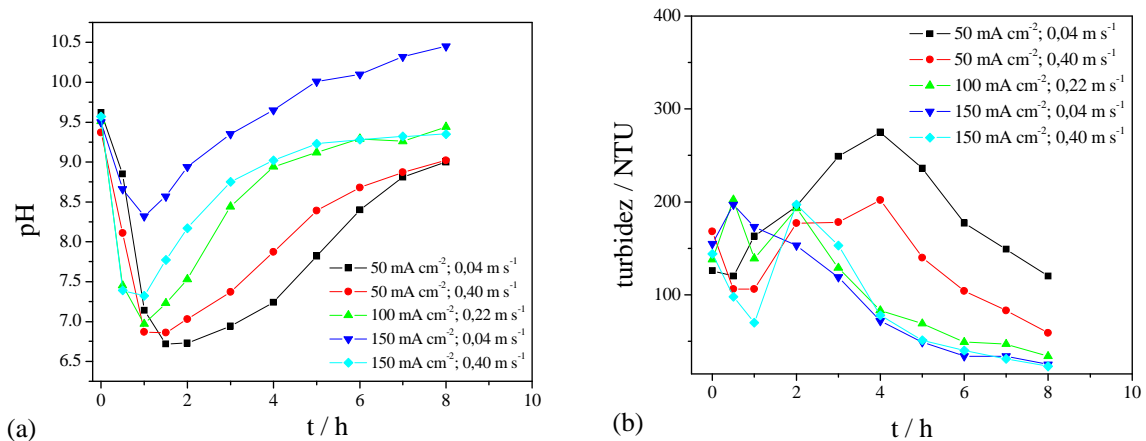 10.5
10.0
9.5
9.0
8.5
8.0
7.5
7.0
6.5
pH
50 mA cm⁻²; 0,04 m s⁻¹
50 mA cm⁻²; 0,40 m s⁻¹
100 mA cm⁻²; 0,22 m s⁻¹
150 mA cm⁻²; 0,04 m s⁻¹
150 mA cm⁻²; 0,40 m s⁻¹
0 2 4 6 8 10
t / h
(a)
400
300
200
100
turbidez / NTU
50 mA cm⁻²; 0,04 m s⁻¹
50 mA cm⁻²; 0,40 m s⁻¹
100 mA cm⁻²; 0,22 m s⁻¹
150 mA cm⁻²; 0,04 m s⁻¹
150 mA cm⁻²; 0,40 m s⁻¹
0 2 4 6 8 10
t / h
(b)